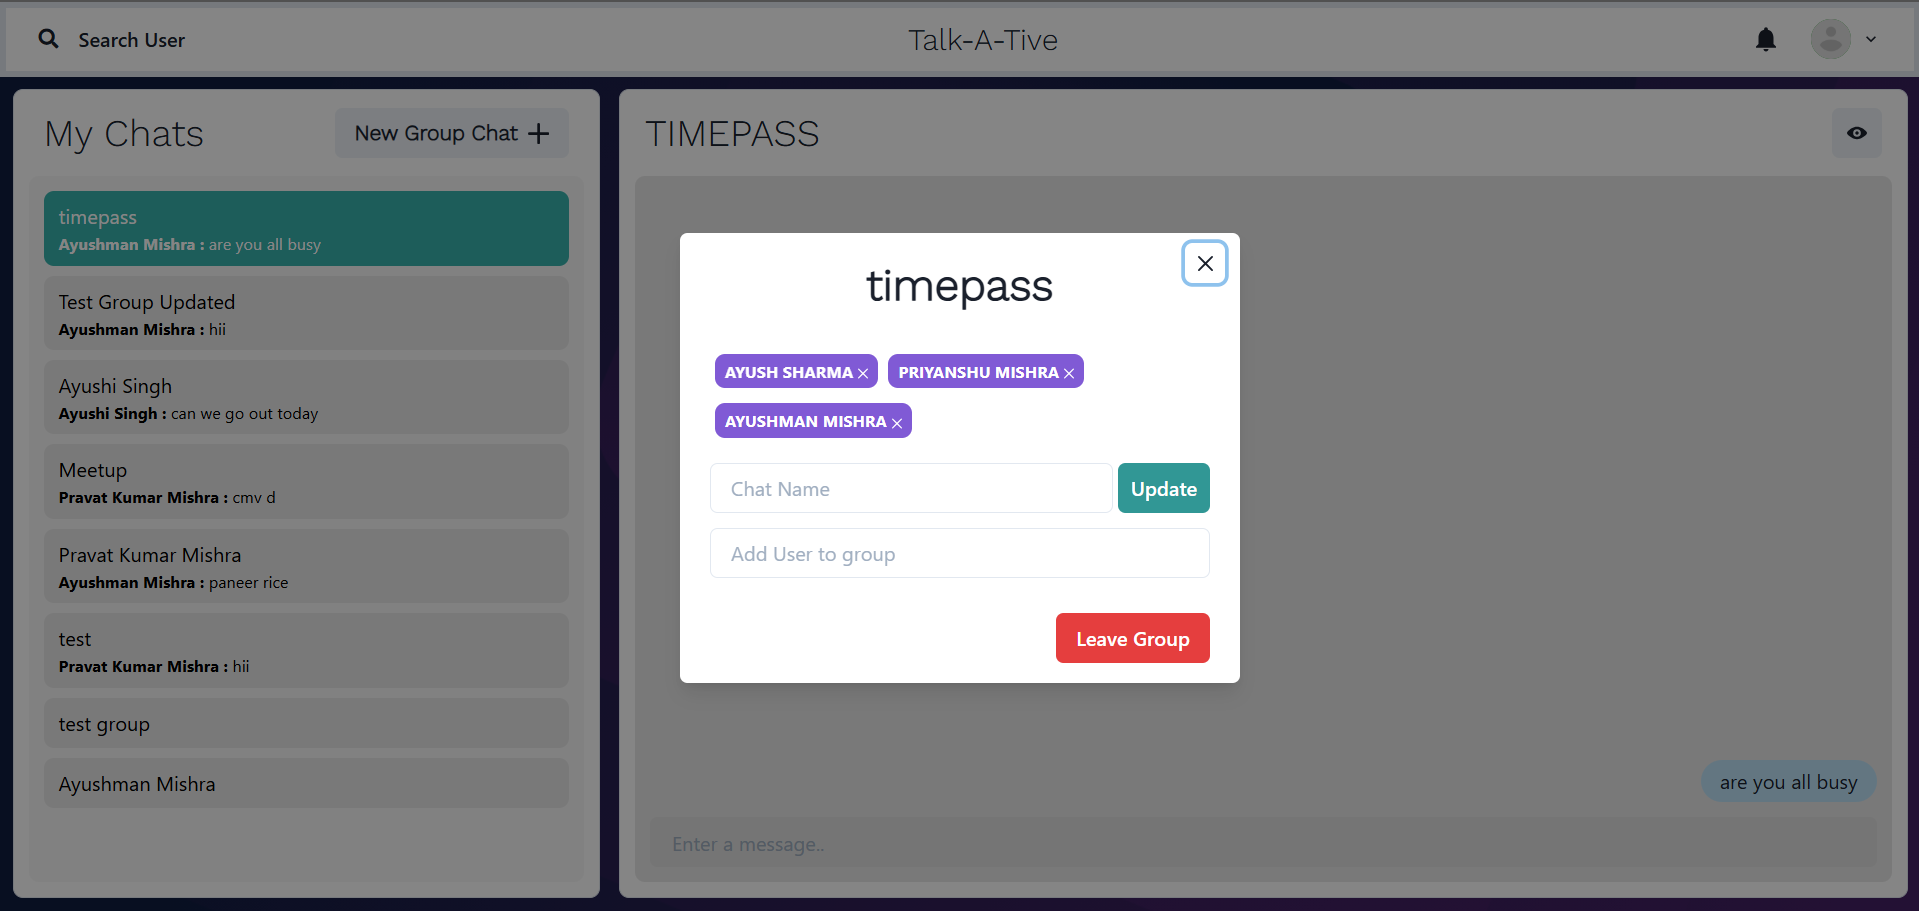 Search User
Talk-A-Tive
My Chats
New Group Chat
timepass
Ayushman Mishra : are you all busy
Test Group Updated
Ayushman Mishra : hii
Ayushi Singh
Ayushi Singh : can we go out today
Meetup
Pravat Kumar Mishra : cmv d
Pravat Kumar Mishra
Ayushman Mishra : paneer rice
test
Pravat Kumar Mishra : hii
test group
Ayushman Mishra
TIMEPASS
timepass
AYUSH SHARMA
PRIYANSHU MISHRA
AYUSHMAN MISHRA
Chat Name
Update
Add User to group
Leave Group
are you all busy
Enter a message..